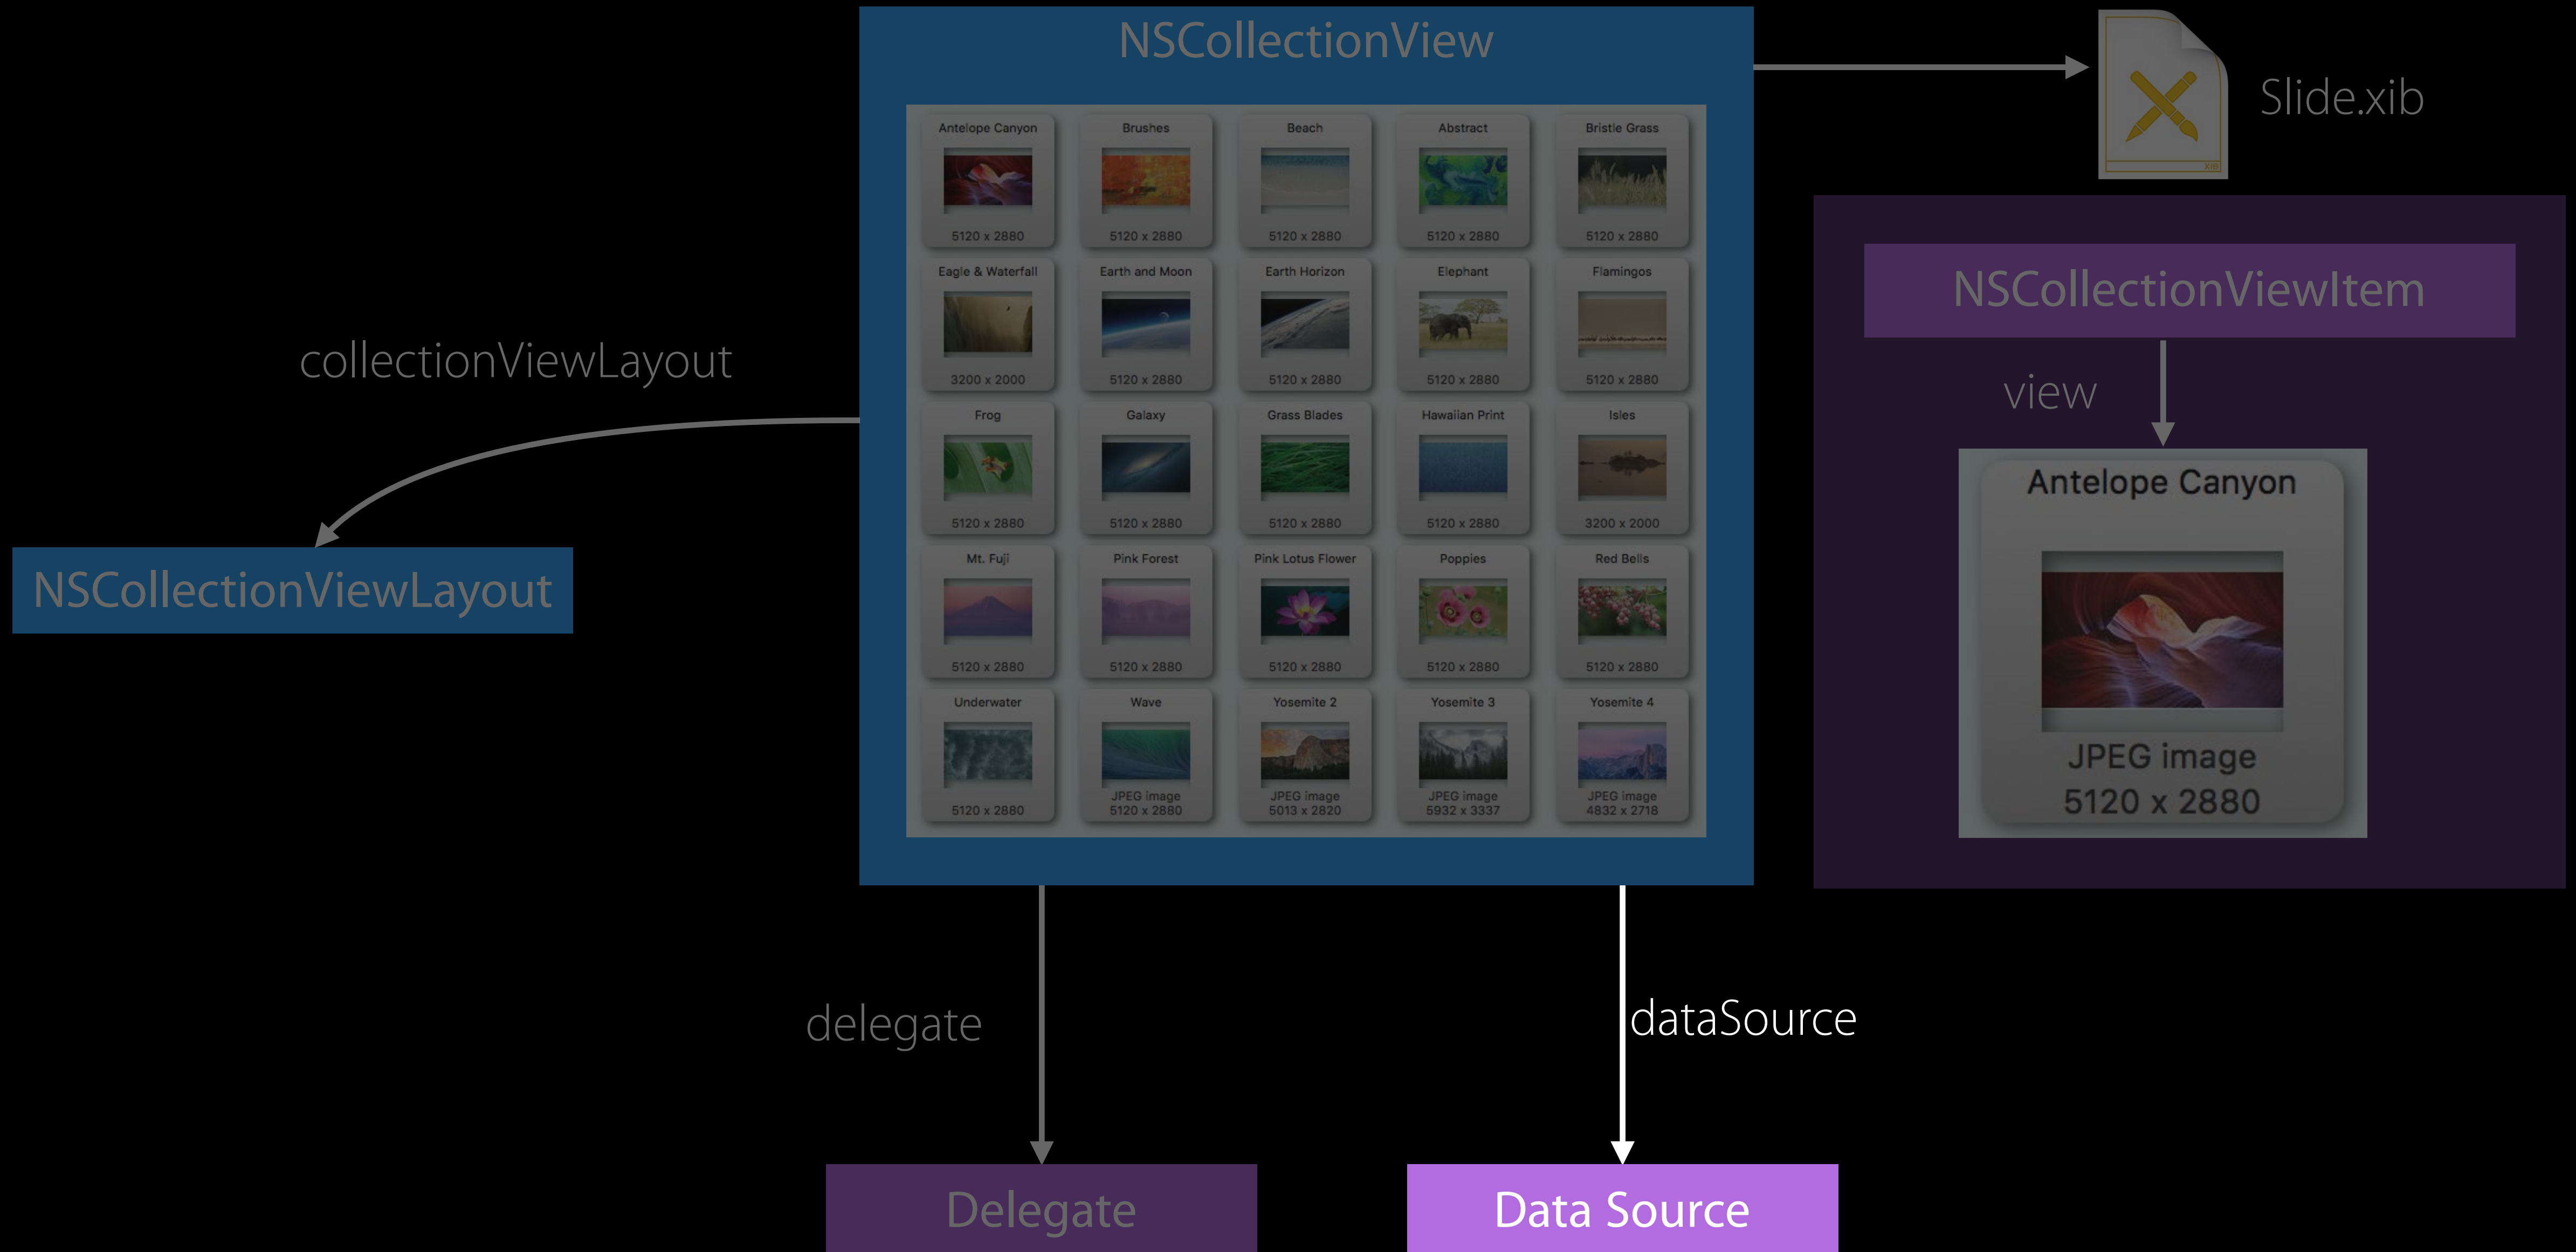 NSCollectionView
Antelope Canyon
5120 x 2880
Brushes
5120 x 2880
Beach
5120 x 2880
Abstract
5120 x 2880
Bristle Grass
5120 x 2880
Eagle & Waterfall
3200 x 2000
Earth and Moon
5120 x 2880
Earth Horizon
5120 x 2880
Elephant
5120 x 2880
Flamingos
5120 x 2880
Frog
5120 x 2880
Galaxy
5120 x 2880
Grass Blades
5120 x 2880
Hawaiian Print
5120 x 2880
Isles
3200 x 2000
Mt. Fuji
5120 x 2880
Pink Forest
5120 x 2880
Pink Lotus Flower
5120 x 2880
Poppies
5120 x 2880
Red Bells
5120 x 2880
Underwater
5120 x 2880
Wave
JPEG image
5120 x 2880
Yosemite 2
JPEG image
5013 x 2820
Yosemite 3
JPEG image
5932 x 3337
Yosemite 4
JPEG image
4832 x 2718
XIB
Slide.xib
NSCollectionViewItem
view
Antelope Canyon
JPEG image
5120 x 2880
collectionViewLayout
NSCollectionViewLayout
delegate
dataSource
Delegate
Data Source